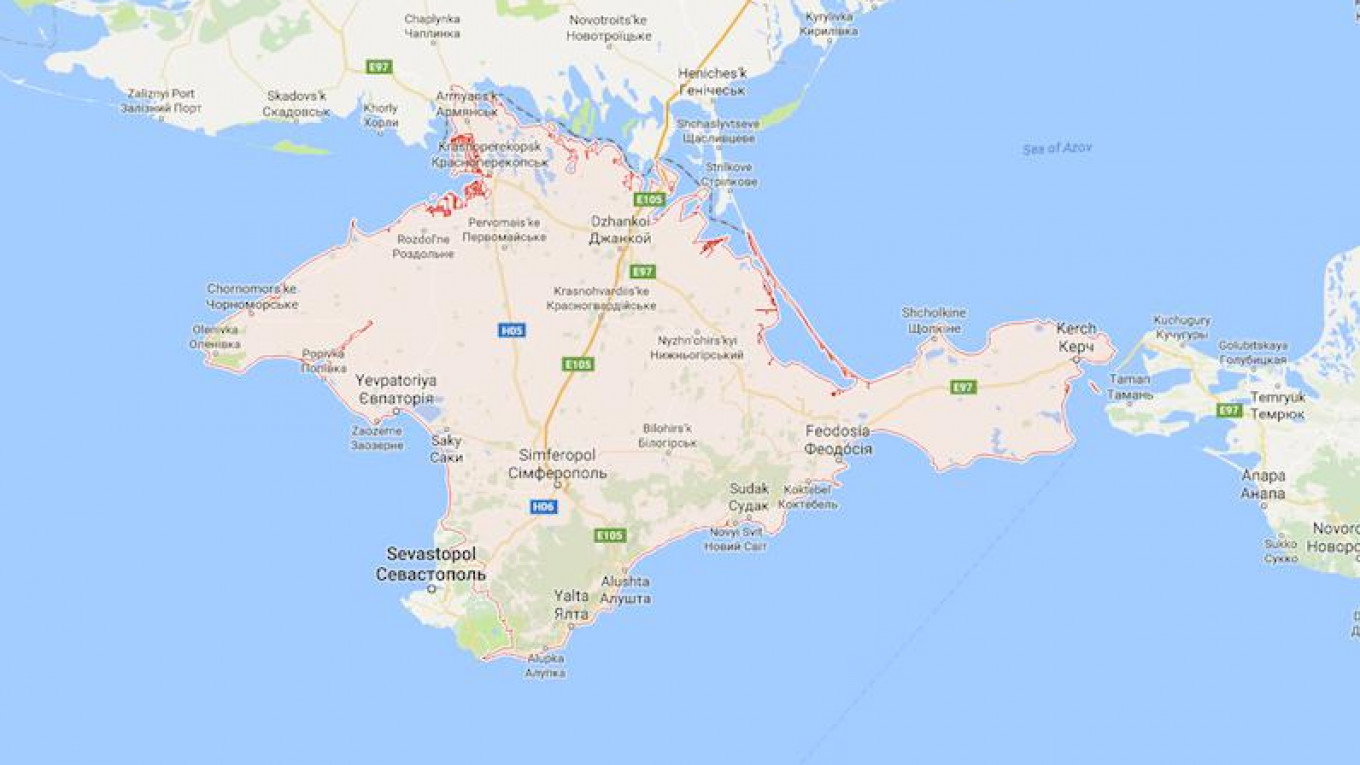 Chaplynka
Чаплинка
Novotroits'ke
Новотроїцьке
Kyrylivka
Кирилівка
E97
Heniches'k
Генічеськ
Zaliznyi Port
Залізний Порт
Skadovs'k
Скадовськ
Khorly
Хорли
Armyans'k
Армянськ
Shchaslyvtseve
Щасливцеве
Sea of Azov
Krasnoperekopsk
Красноперекопськ
Strilkove
Стрілкове
E105
Pervomais'ke
Первомайське
Dzhankoi
Джанкой
Rozdol'ne
Роздольне
E97
Chornomors'ke
Чорноморське
Krasnohvardiis'ke
Красногвардійське
Olenivka
Оленівка
H05
Shcholkine
Щолкіне
Kerch
Керч
Kuchugury
Кучугуры
Nyzhn'ohirs'kyi
Нижньогірський
Golubitskaya
Голубицкая
Popivka
Попівка
E105
Yevpatoriya
Євпаторія
E97
Taman
Тамань
Temryuk
Темрюк
E97
Zaozerne
Заозерне
Saky
Саки
Bilohirs'k
Білогірськ
Feodosia
Феодосія
Simferopol
Сімферополь
Anapa
Анапа
Sudak
Судак
Koktebel
Коктебель
H06
E105
Novyi Svit
Новий Світ
Novoro
Новоро
Sukko
Сукко
Sevastopol
Севастополь
Alushta
Алушта
Yalta
Ялта
Alupka
Алупка